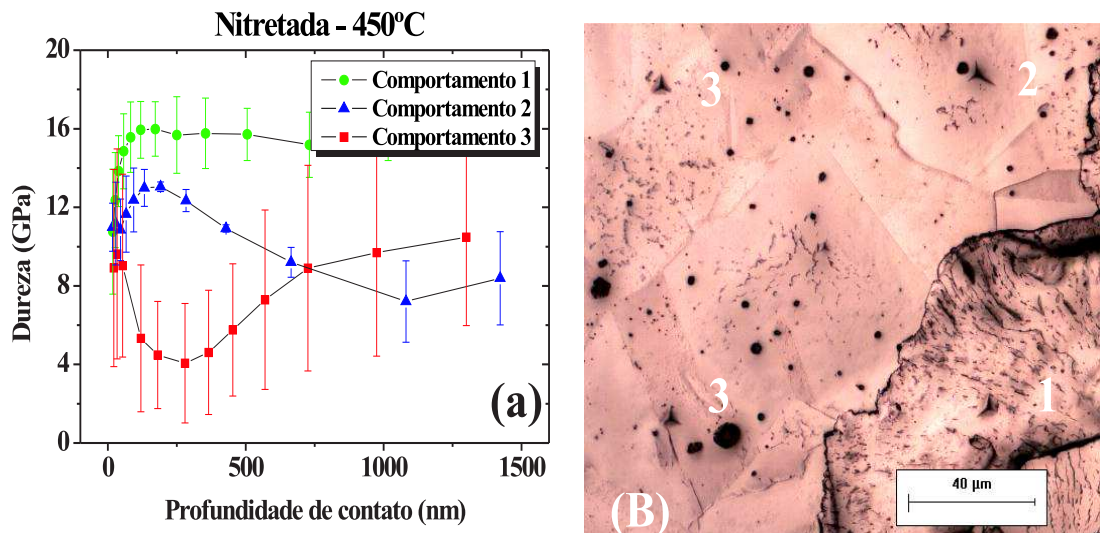 Nitretada - 450ºC
20
16
12
8
4
0
Dureza (GPa)
Comportamento 1
Comportamento 2
Comportamento 3
(a)
0 500 1000 1500
Profundidade de contato (nm)
3
2
3
1
40 µm
(B)